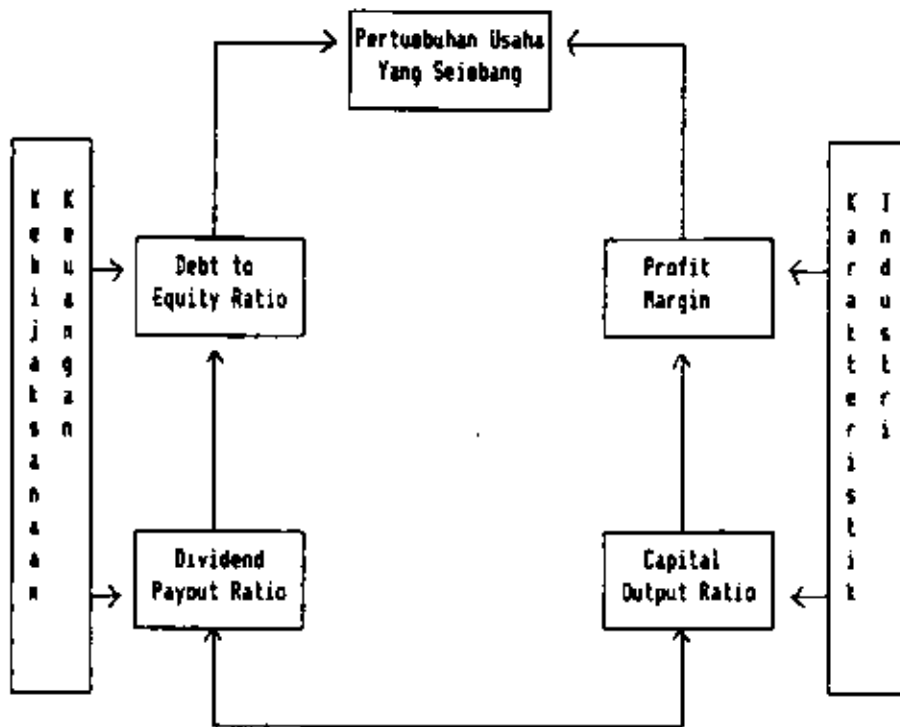 Pertumbuhan Usaha
Yang Seimbang
Kebijaksanaan
Keuangan
Debt to
Equity Ratio
Profit
Margin
Karakteristik
Industri
Dividend
Payout Ratio
Capital
Output Ratio